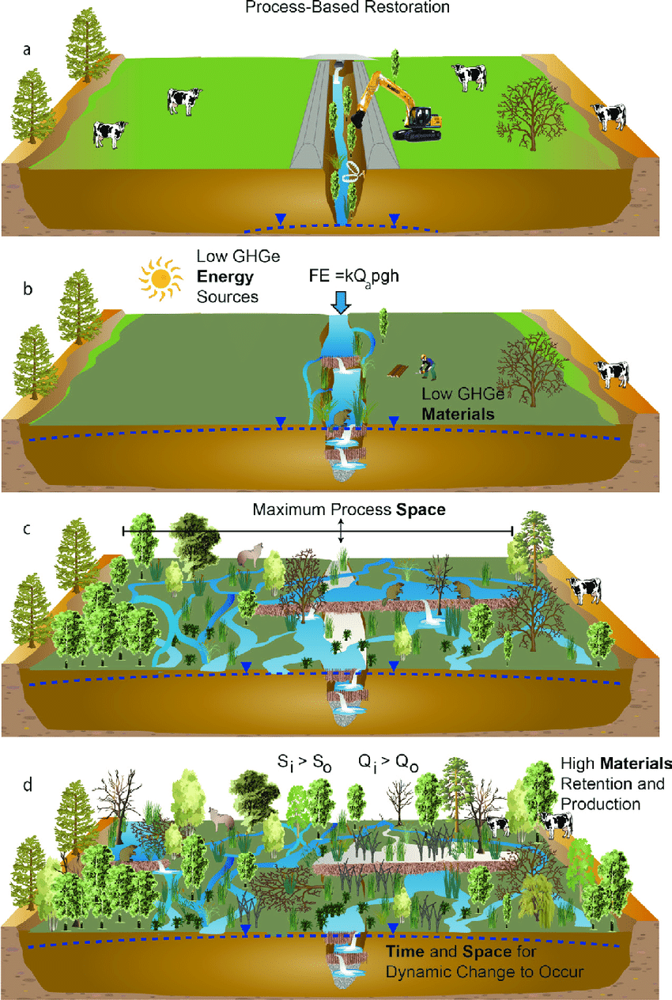 Process-Based Restoration
a
b
Low GHGe
Energy
Sources
FE =kQapgh
Low GHGe
Materials
c
Maximum Process Space
d
Si > So
Qi > Qo
High Materials
Retention and
Production
Time and Space for
Dynamic Change to Occur